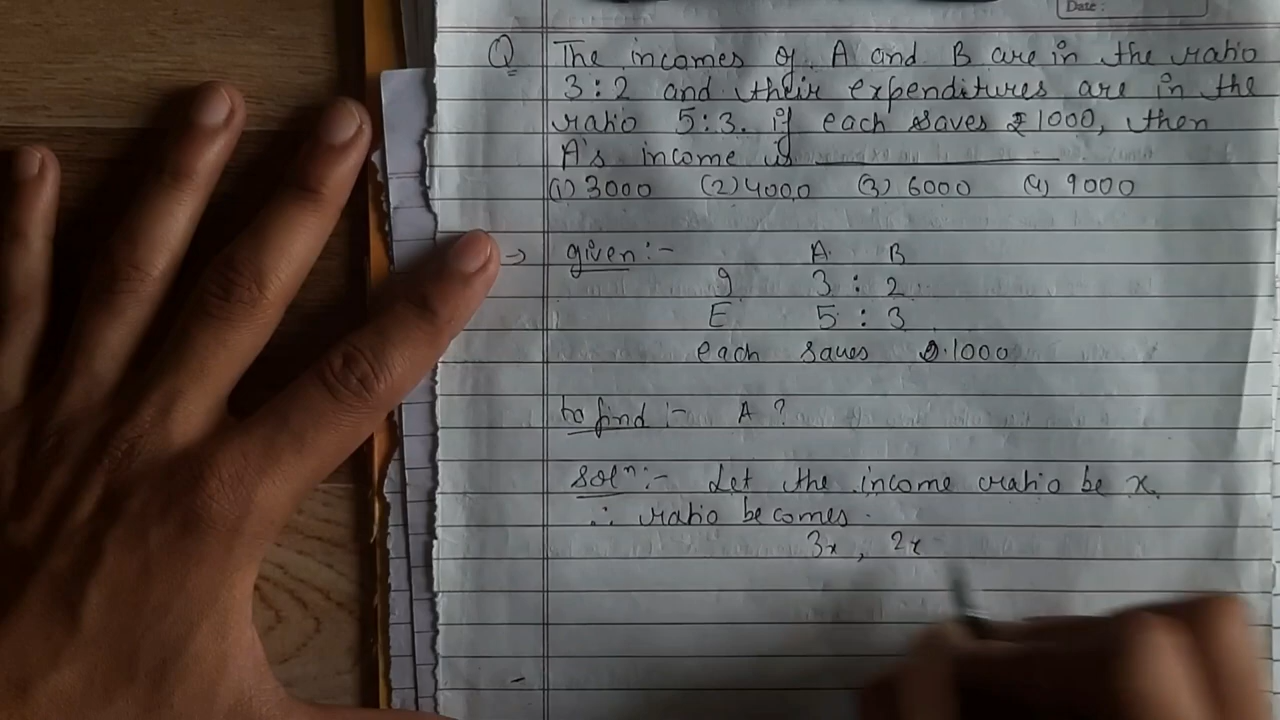 Date:
Q The incomes of A and B are in the ratio
3:2 and their expenditures are in the
ratio 5:3. if each saves ₹1000, then
A's income is ____________
(1) 3000 (2) 4000 (3) 6000 (4) 9000
→ given:- A B
I 3 : 2
E 5 : 3
each saves 1000
to find :- A ?
Solⁿ:- Let the income ratio be x.
∴ ratio becomes.
3x, 2x